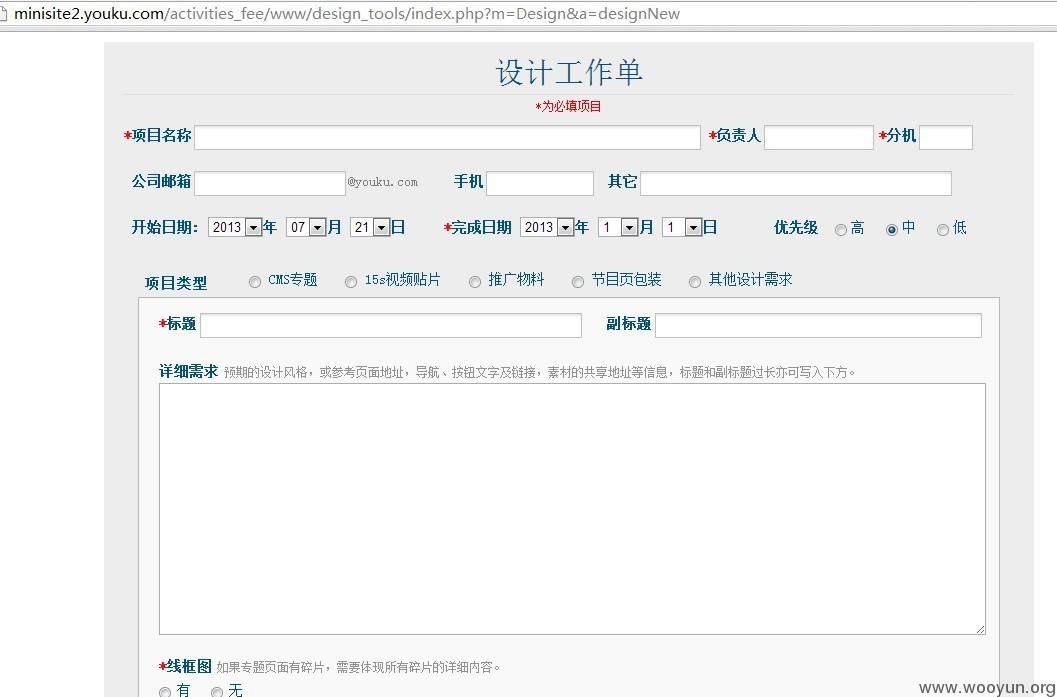 minisite2.youku.com/activities_fee/www/design_tools/index.php?m=Design&a=designNew
设计工作单
*为必填项目
*项目名称 *负责人 *分机
公司邮箱 @youku.com 手机 其它
开始日期: 2013 年 07 月 21 日 *完成日期 2013 年 1 月 1 日 优先级 高 中 低
项目类型 CMS专题 15s视频贴片 推广物料 节目页包装 其他设计需求
*标题 副标题
详细需求 预期的设计风格，或参考页面地址，导航、按钮文字及链接，素材的共享地址等信息，标题和副标题过长亦可写入下方。
*线框图 如果专题页面有碎片，需要体现所有碎片的详细内容。
有 无
www.wooyun.org